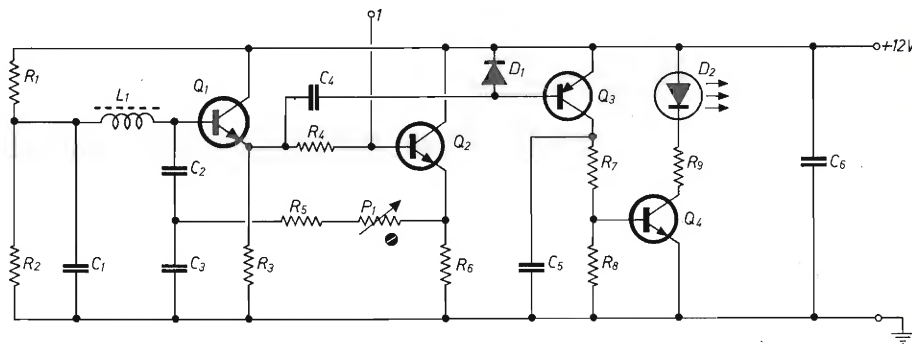 1
+12V
R1
L1
Q1
C4
D1
D2
Q3
R4
Q2
C2
R7
R9
C6
R5
P1
Q4
R2
C1
C3
R3
R6
C5
R8